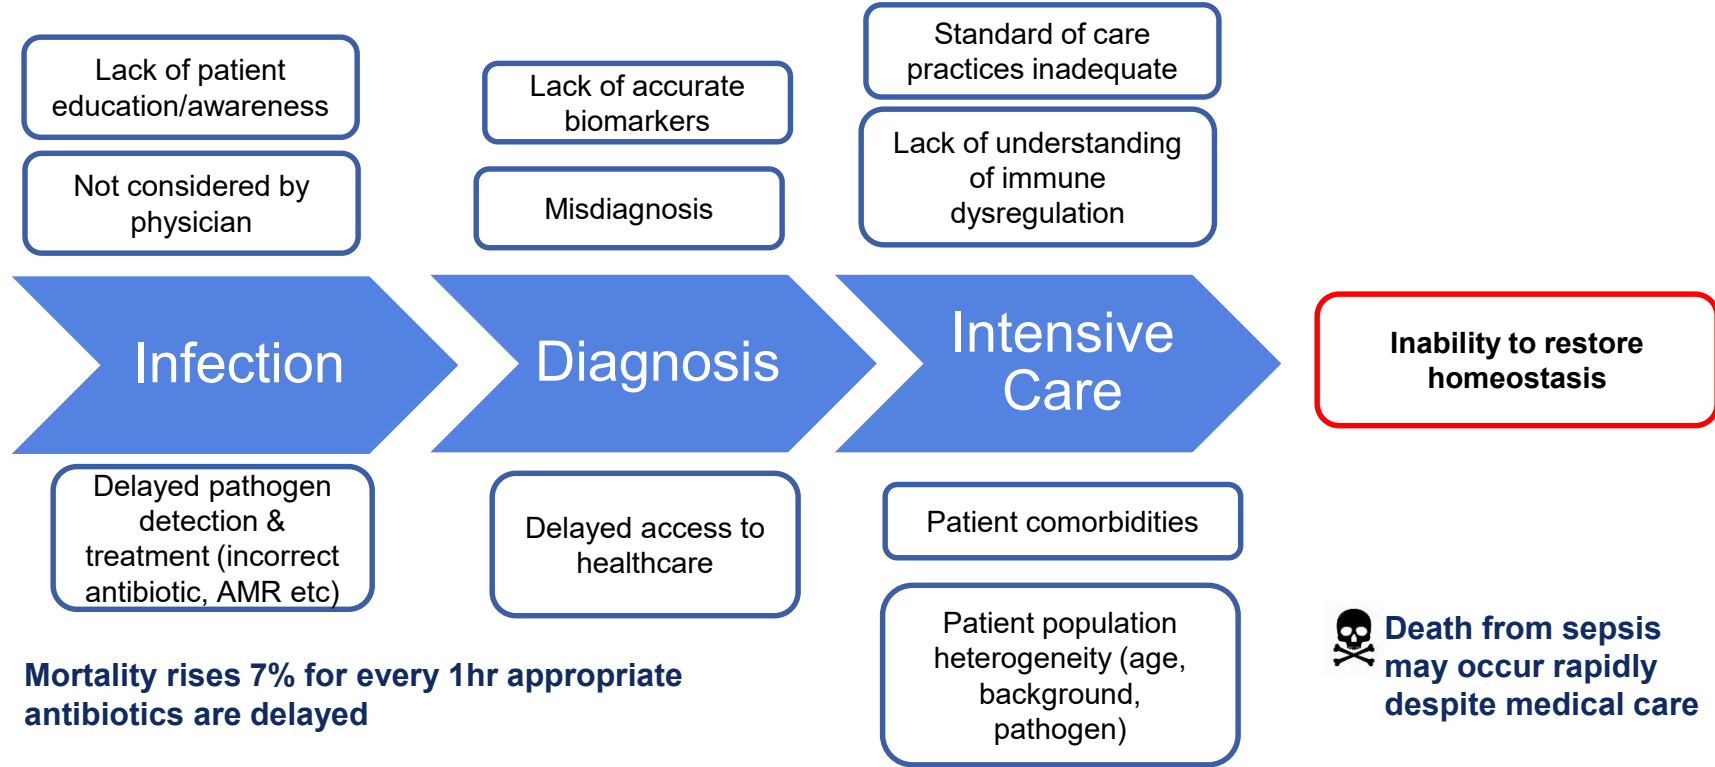 Lack of patient
education/awareness
Not considered by
physician
Lack of accurate
biomarkers
Misdiagnosis
Standard of care
practices inadequate
Lack of understanding
of immune
dysregulation
Infection
Diagnosis
Intensive
Care
Inability to restore
homeostasis
Delayed pathogen
detection &
treatment (incorrect
antibiotic, AMR etc)
Delayed access to
healthcare
Patient comorbidities
Patient population
heterogeneity (age,
background,
pathogen)
Mortality rises 7% for every 1hr appropriate
antibiotics are delayed
Death from sepsis
may occur rapidly
despite medical care